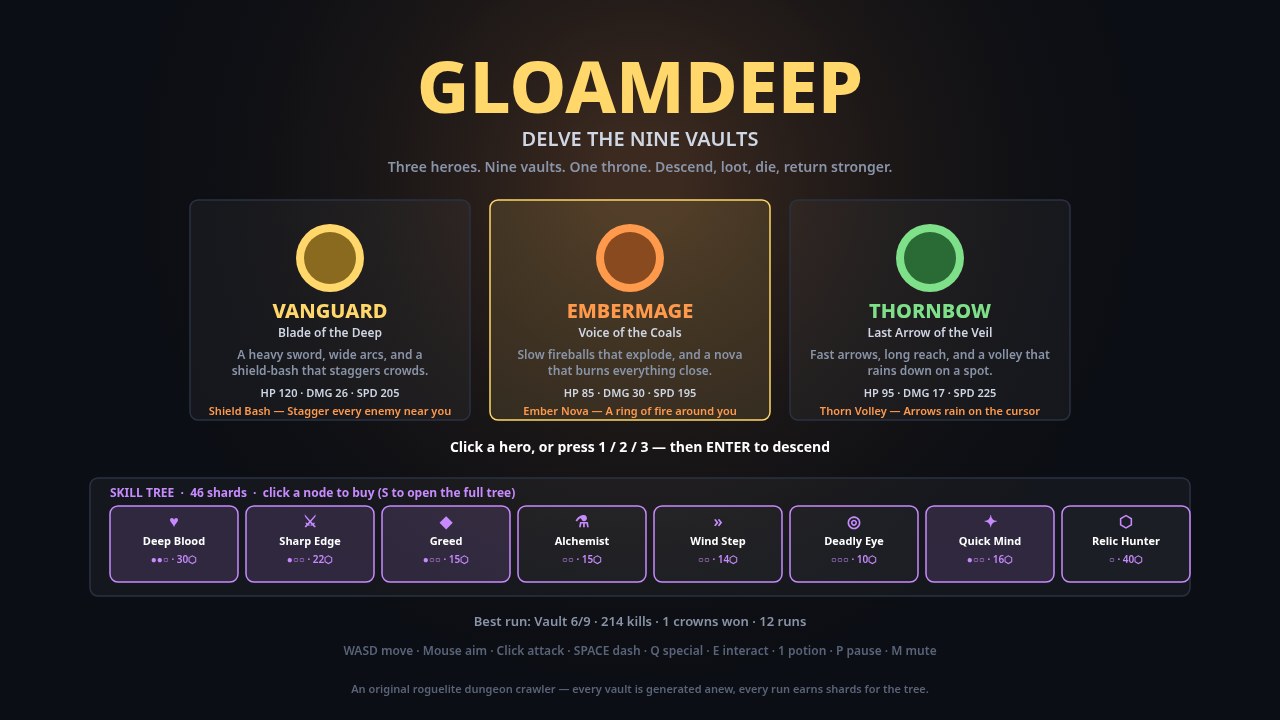 GLOAMDEEP
DELVE THE NINE VAULTS
Three heroes. Nine vaults. One throne. Descend, loot, die, return stronger.
VANGUARD
Blade of the Deep
A heavy sword, wide arcs, and a
shield-bash that staggers crowds.
HP 120 · DMG 26 · SPD 205
Shield Bash — Stagger every enemy near you
EMBERMAGE
Voice of the Coals
Slow fireballs that explode, and a nova
that burns everything close.
HP 85 · DMG 30 · SPD 195
Ember Nova — A ring of fire around you
THORNBOW
Last Arrow of the Veil
Fast arrows, long reach, and a volley that
rains down on a spot.
HP 95 · DMG 17 · SPD 225
Thorn Volley — Arrows rain on the cursor
Click a hero, or press 1 / 2 / 3 — then ENTER to descend
SKILL TREE · 46 shards · click a node to buy (S to open the full tree)
♥
Deep Blood
●●○ · 30⬡
⚔
Sharp Edge
●○○ · 22⬡
◆
Greed
●○○ · 15⬡
⚗
Alchemist
○○ · 15⬡
»
Wind Step
○○ · 14⬡
◎
Deadly Eye
○○○ · 10⬡
✦
Quick Mind
●○○ · 16⬡
⬡
Relic Hunter
○ · 40⬡
Best run: Vault 6/9 · 214 kills · 1 crowns won · 12 runs
WASD move · Mouse aim · Click attack · SPACE dash · Q special · E interact · 1 potion · P pause · M mute
An original roguelite dungeon crawler — every vault is generated anew, every run earns shards for the tree.